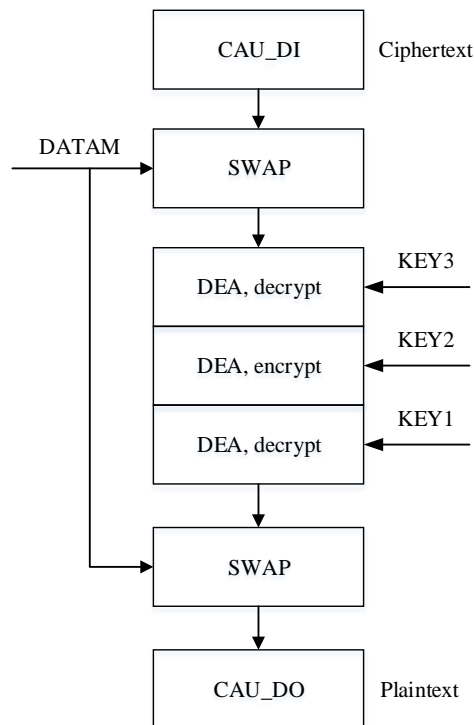 CAU_DI
Ciphertext
DATAM
SWAP
KEY3
DEA, decrypt
KEY2
DEA, encrypt
KEY1
DEA, decrypt
SWAP
CAU_DO
Plaintext